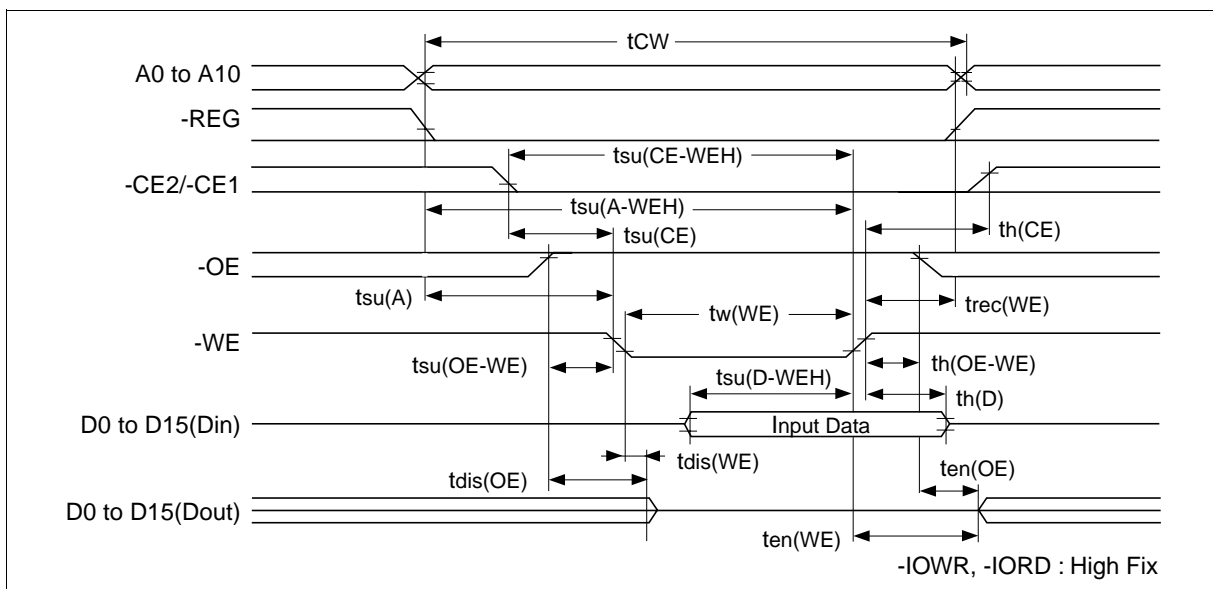 tCW
A0 to A10
-REG
tsu(CE-WEH)
-CE2/-CE1
tsu(A-WEH)
tsu(CE)
th(CE)
-OE
tsu(A)
trec(WE)
tw(WE)
-WE
tsu(OE-WE)
th(OE-WE)
tsu(D-WEH)
th(D)
D0 to D15(Din)
Input Data
tdis(WE)
ten(OE)
tdis(OE)
D0 to D15(Dout)
ten(WE)
-IOWR, -IORD : High Fix